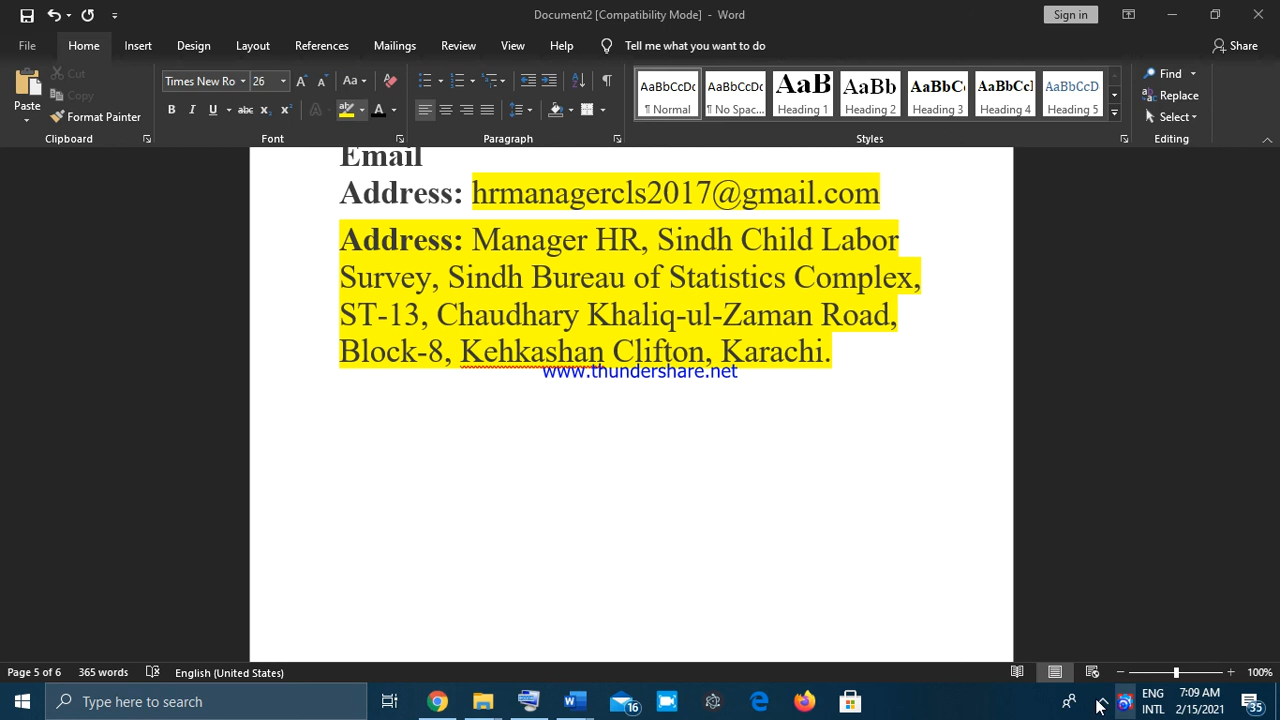 Document2 [Compatibility Mode] - Word
Sign in
File Home Insert Design Layout References Mailings Review View Help Tell me what you want to do Share
Paste
Cut
Copy
Format Painter
Clipboard
Times New Ro 26
Font
Paragraph
AaBbCcDc AaBbCcDc AaB AaBb AaBbCcD AaBbCcI AaBbCcD
¶ Normal ¶ No Spac... Heading 1 Heading 2 Heading 3 Heading 4 Heading 5
Styles
Find
Replace
Select
Editing
Email
Address: hrmanagercls2017@gmail.com
Address: Manager HR, Sindh Child Labor
Survey, Sindh Bureau of Statistics Complex,
ST-13, Chaudhary Khaliq-ul-Zaman Road,
Block-8, Kehkashan Clifton, Karachi.
www.thundershare.net
Page 5 of 6 365 words English (United States) 100%
Type here to search
16
ENG
INTL
7:09 AM
2/15/2021
35